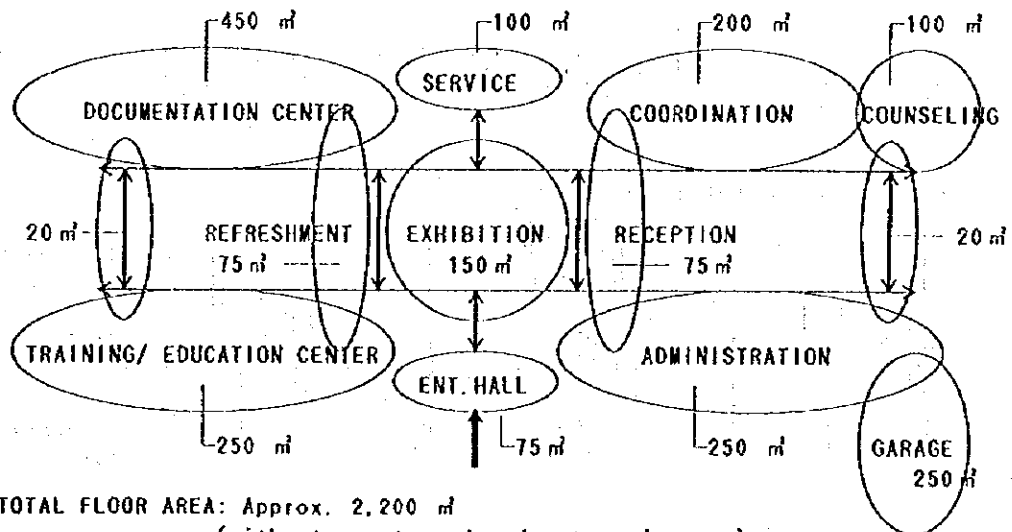 450 ㎡ 100 ㎡ 200 ㎡ 100 ㎡
SERVICE
DOCUMENTATION CENTER COORDINATION COUNSELING
20 ㎡ REFRESHMENT EXHIBITION RECEPTION 20 ㎡
75 ㎡ 150 ㎡ 75 ㎡
TRAINING/ EDUCATION CENTER ADMINISTRATION
ENT. HALL
250 ㎡ 75 ㎡ 250 ㎡ GARAGE
250 ㎡
TOTAL FLOOR AREA: Approx. 2,200 ㎡